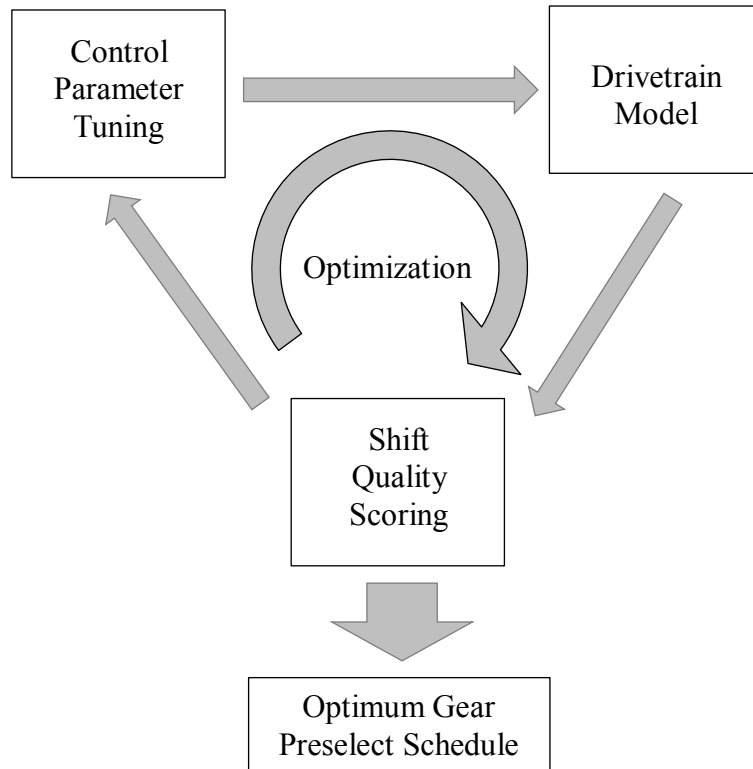 Control
Parameter
Tuning
Drivetrain
Model
Optimization
Shift
Quality
Scoring
Optimum Gear
Preselect Schedule